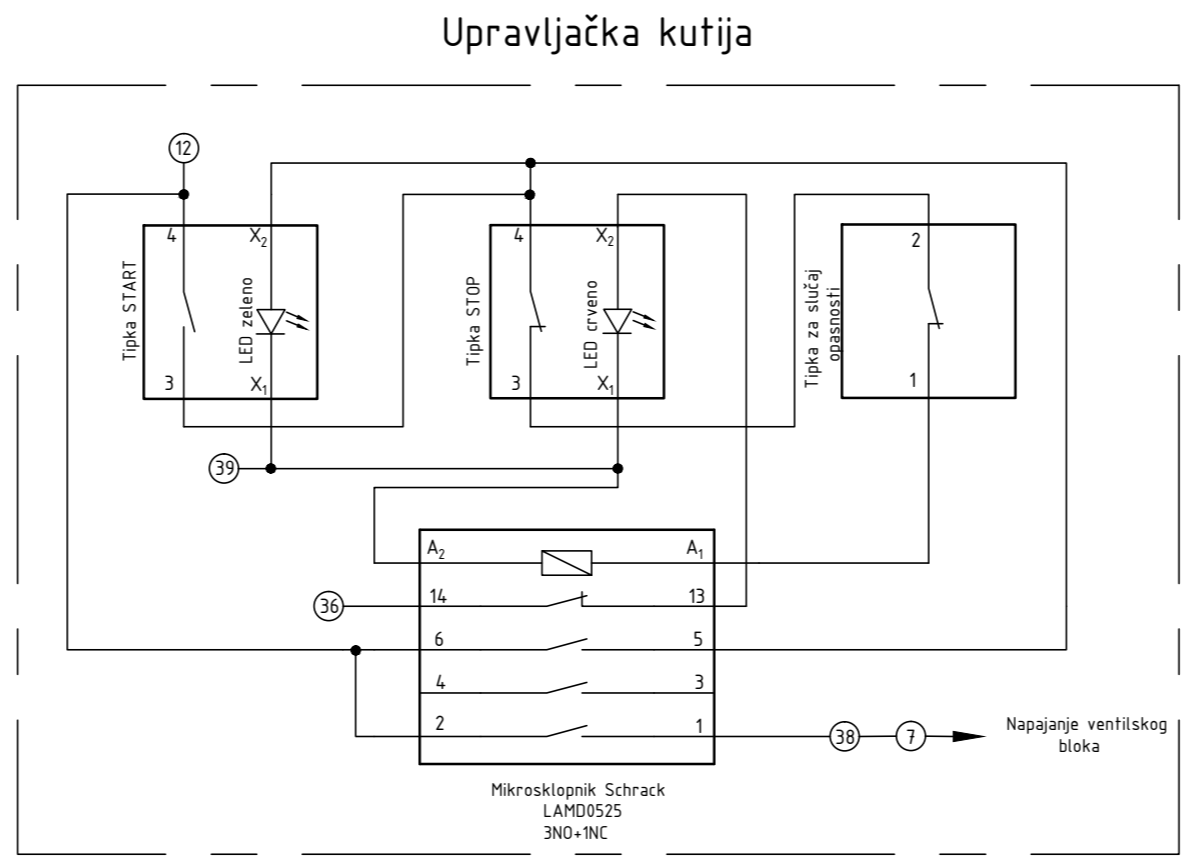 Upravljačka kutija
12
4
X₂
Tipka START
LED zeleno
3
X₁
4
X₂
Tipka STOP
LED crveno
3
X₁
2
Tipka za slučaj
opasnosti
1
39
A₂
A₁
36
14
13
6
5
4
3
2
1
38
7
Napajanje ventilskog
bloka
Mikrosklopnik Schrack
LAMD0525
3NO+1NC